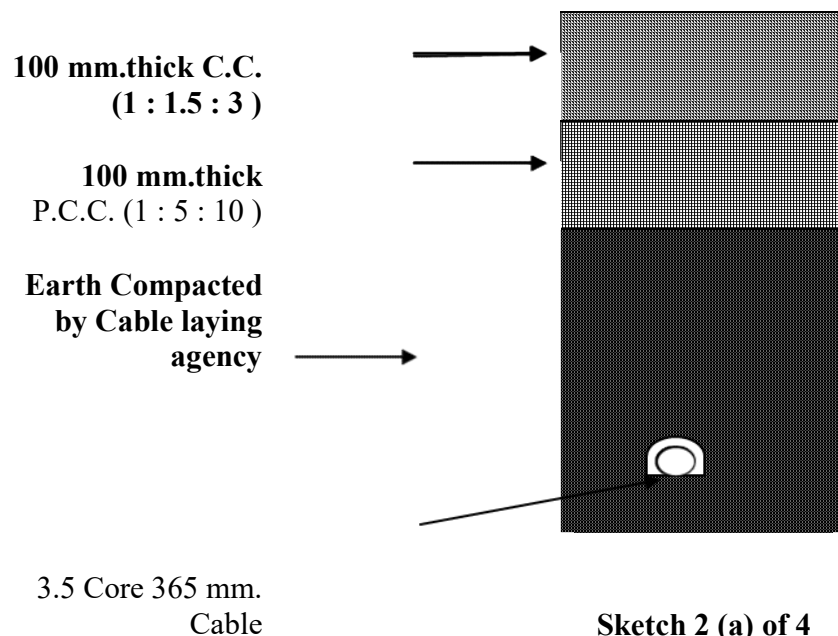 100 mm.thick C.C.
(1 : 1.5 : 3 )
100 mm.thick
P.C.C. (1 : 5 : 10 )
Earth Compacted
by Cable laying
agency
3.5 Core 365 mm.
Cable
Sketch 2 (a) of 4